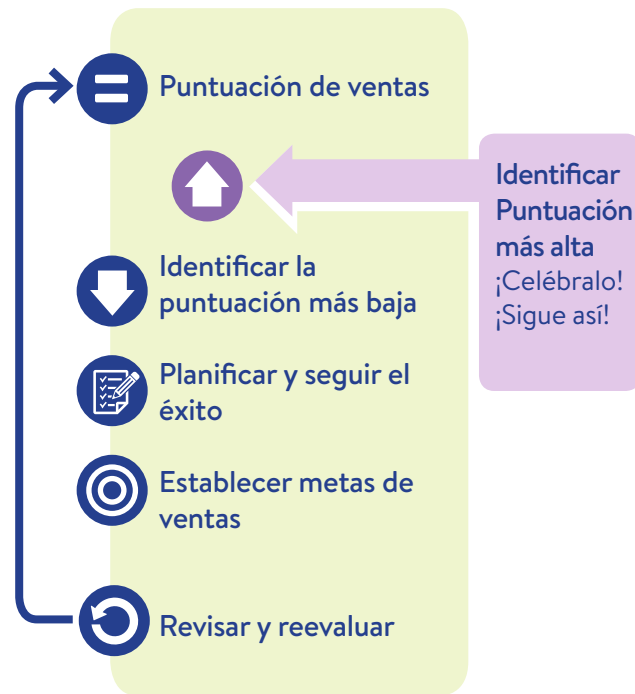 Puntuación de ventas
Identificar
Puntuación
más alta
¡Celébralo!
¡Sigue así!
Identificar la
puntuación más baja
Planificar y seguir el
éxito
Establecer metas de
ventas
Revisar y reevaluar